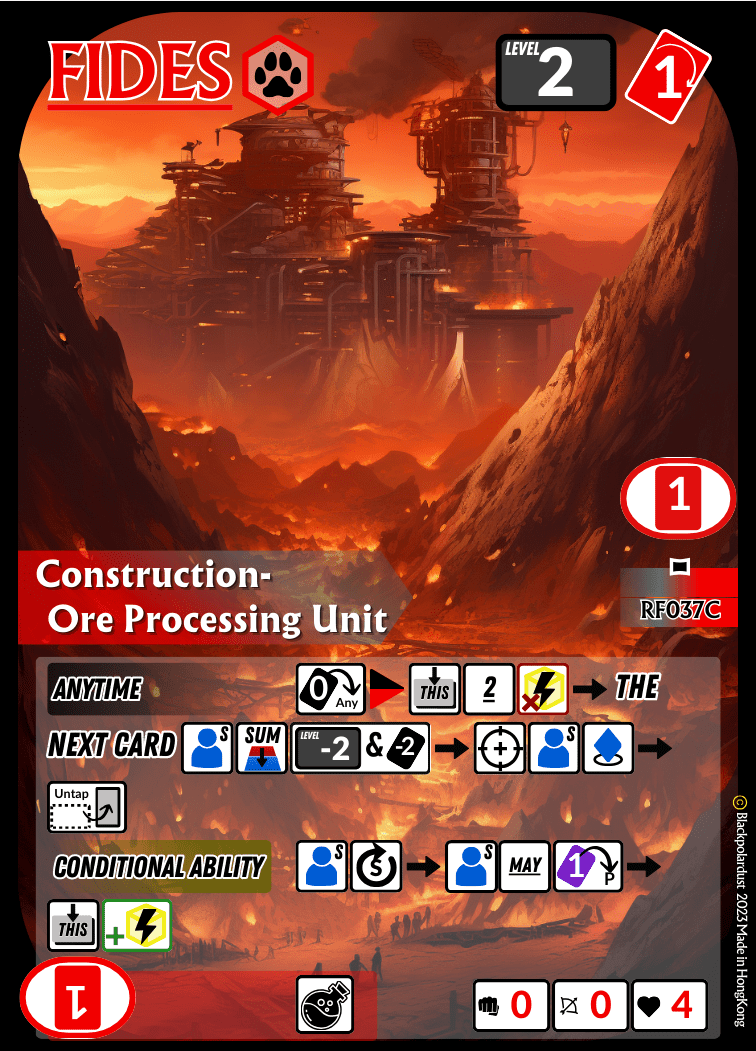 FIDES
LEVEL 2
1
1
Construction-
Ore Processing Unit
RF037C
ANYTIME 0 Any THIS 2 THE
NEXT CARD S SUM LEVEL -2 & -2 S
Untap
CONDITIONAL ABILITY S S S MAY 1 P
THIS +
1
0 0 4
© Blackpolardust 2023 Made in HongKong